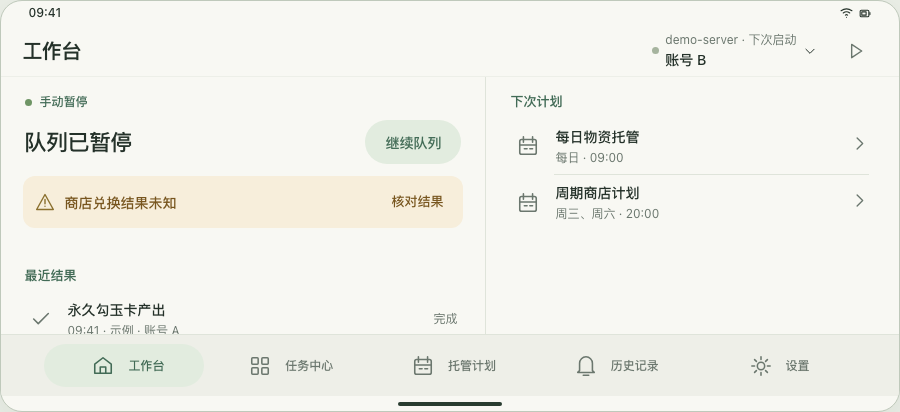 09:41
工作台
demo-server · 下次启动
账号 B
手动暂停
队列已暂停
继续队列
商店兑换结果未知
核对结果
最近结果
永久勾玉卡产出
09:41 · 示例 · 账号 A
完成
下次计划
每日物资托管
每日 · 09:00
周期商店计划
周三、周六 · 20:00
工作台
任务中心
托管计划
历史记录
设置